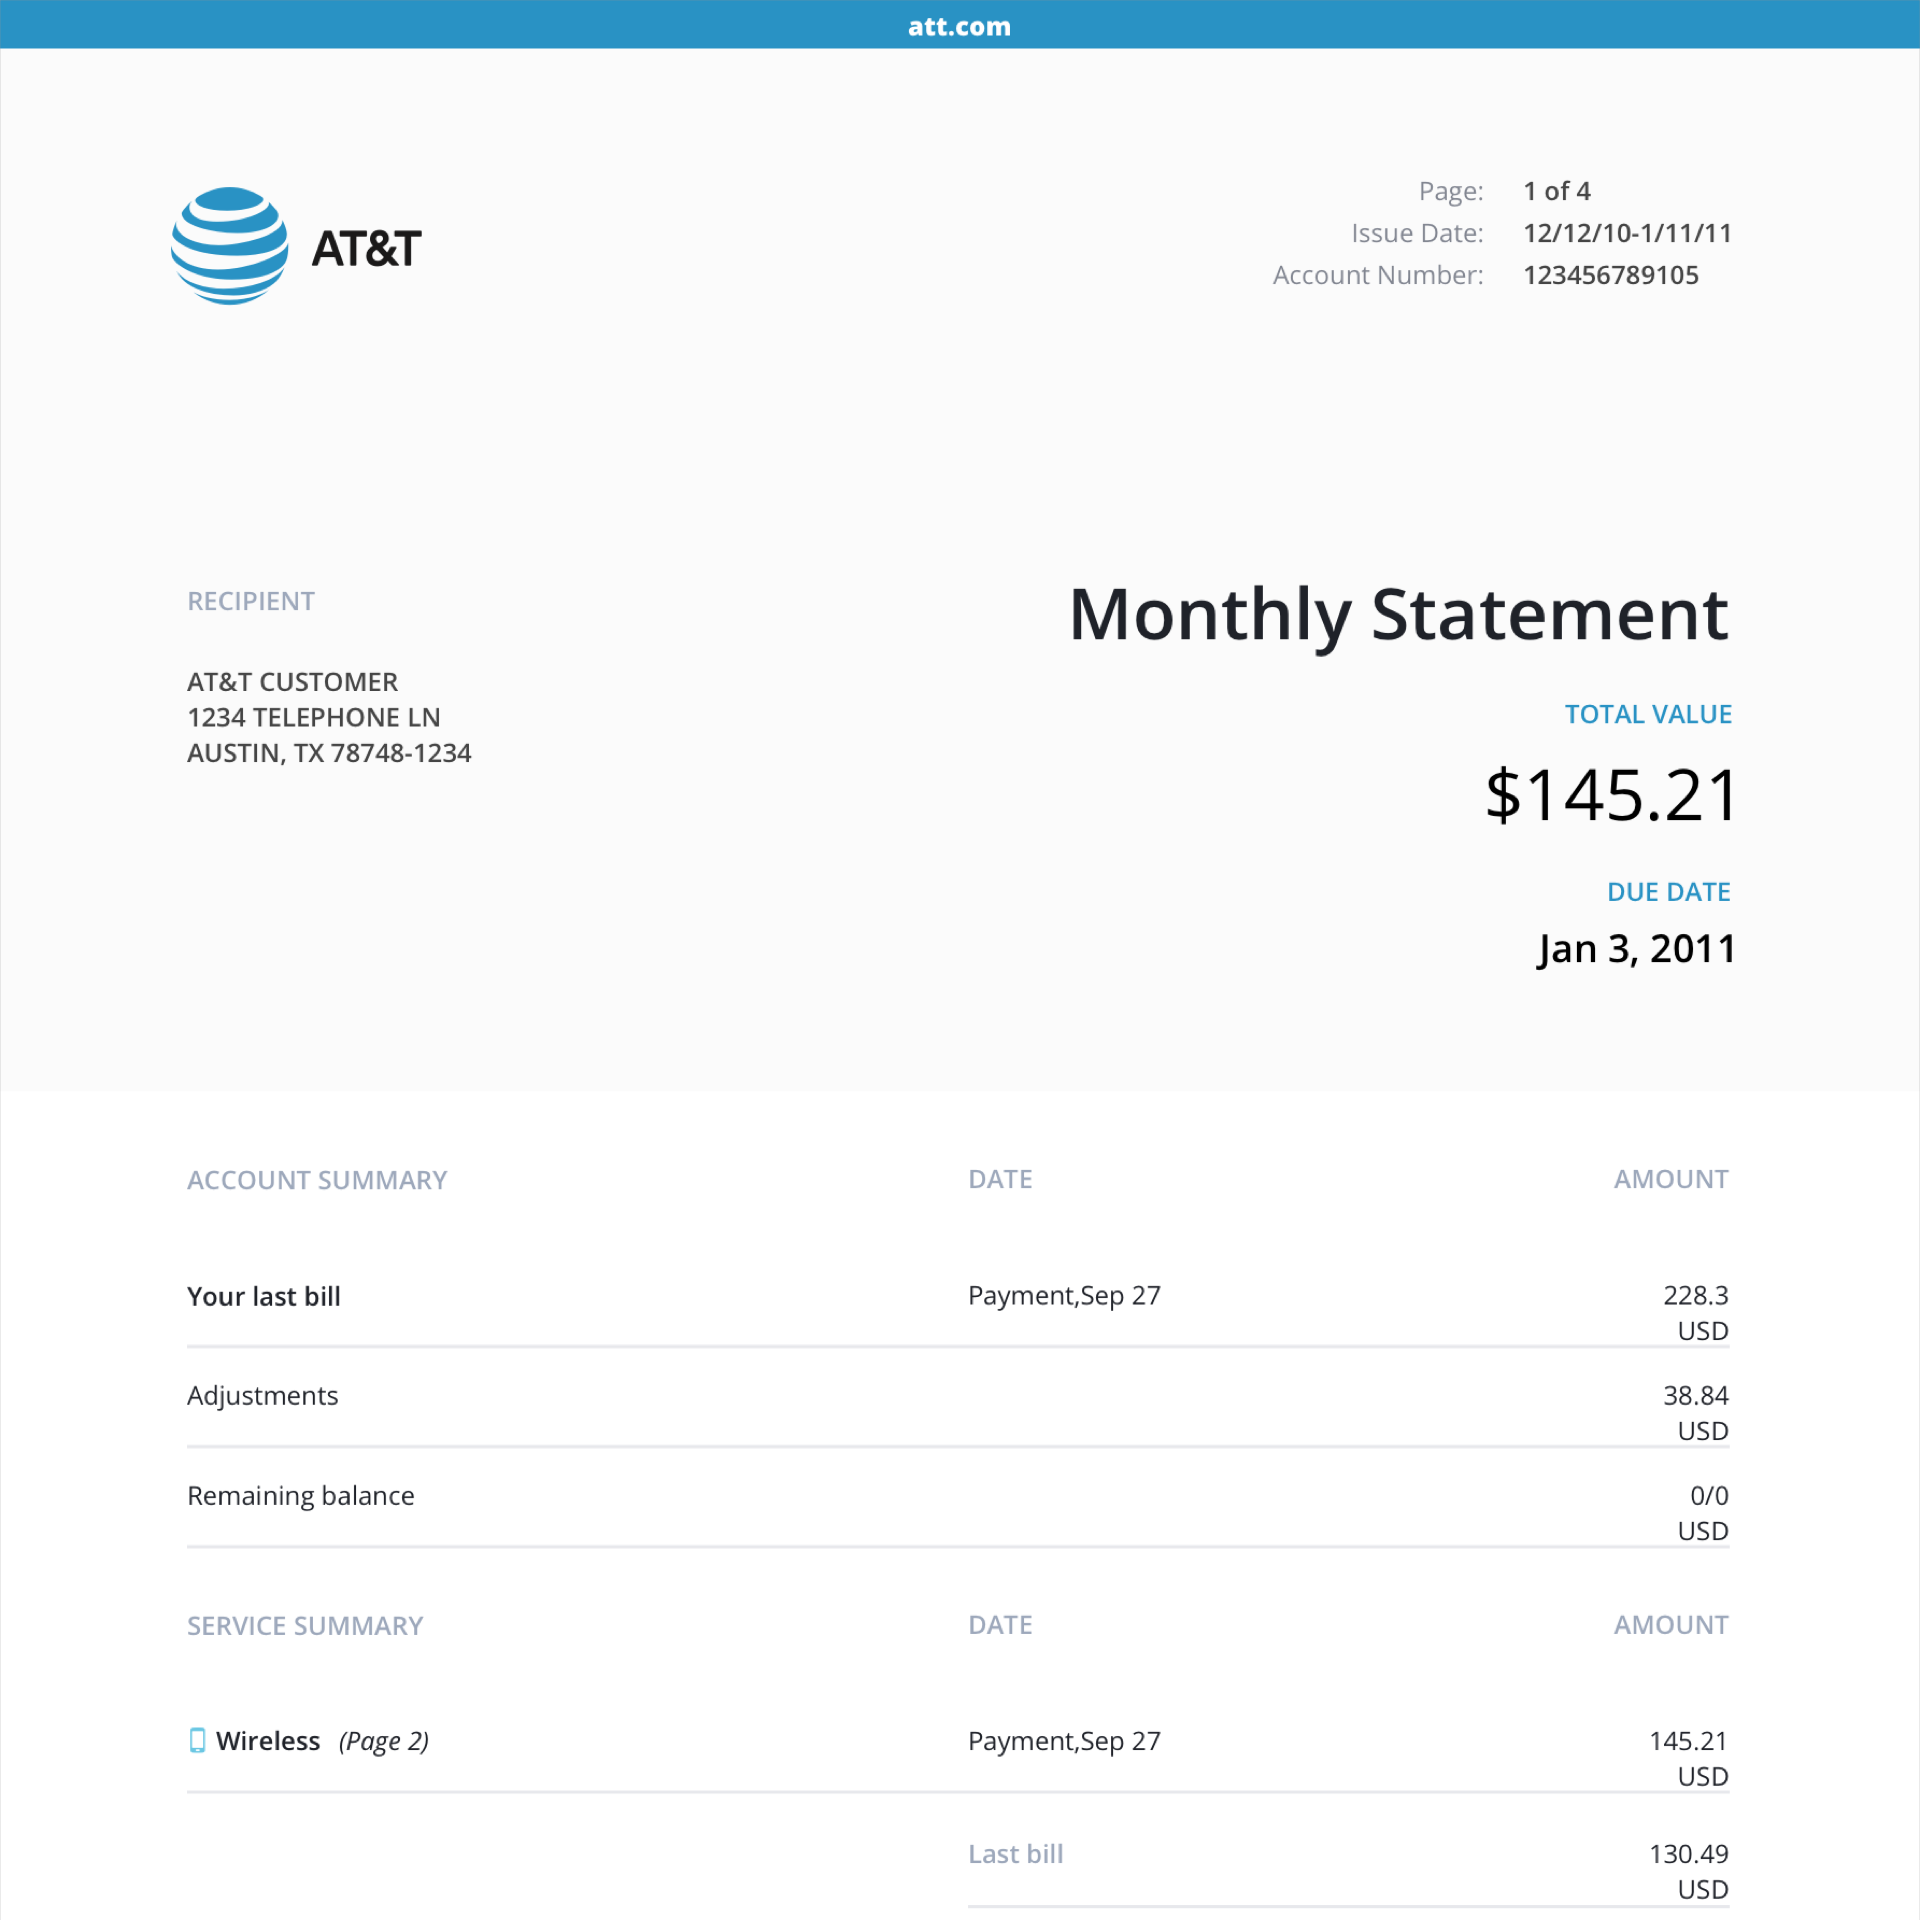 att.com
AT&T
Page: 1 of 4
Issue Date: 12/12/10-1/11/11
Account Number: 123456789105
RECIPIENT
AT&T CUSTOMER
1234 TELEPHONE LN
AUSTIN, TX 78748-1234
Monthly Statement
TOTAL VALUE
$145.21
DUE DATE
Jan 3, 2011
ACCOUNT SUMMARY DATE AMOUNT
Your last bill Payment,Sep 27 228.3
USD
Adjustments 38.84
USD
Remaining balance 0/0
USD
SERVICE SUMMARY DATE AMOUNT
Wireless (Page 2) Payment,Sep 27 145.21
USD
Last bill 130.49
USD